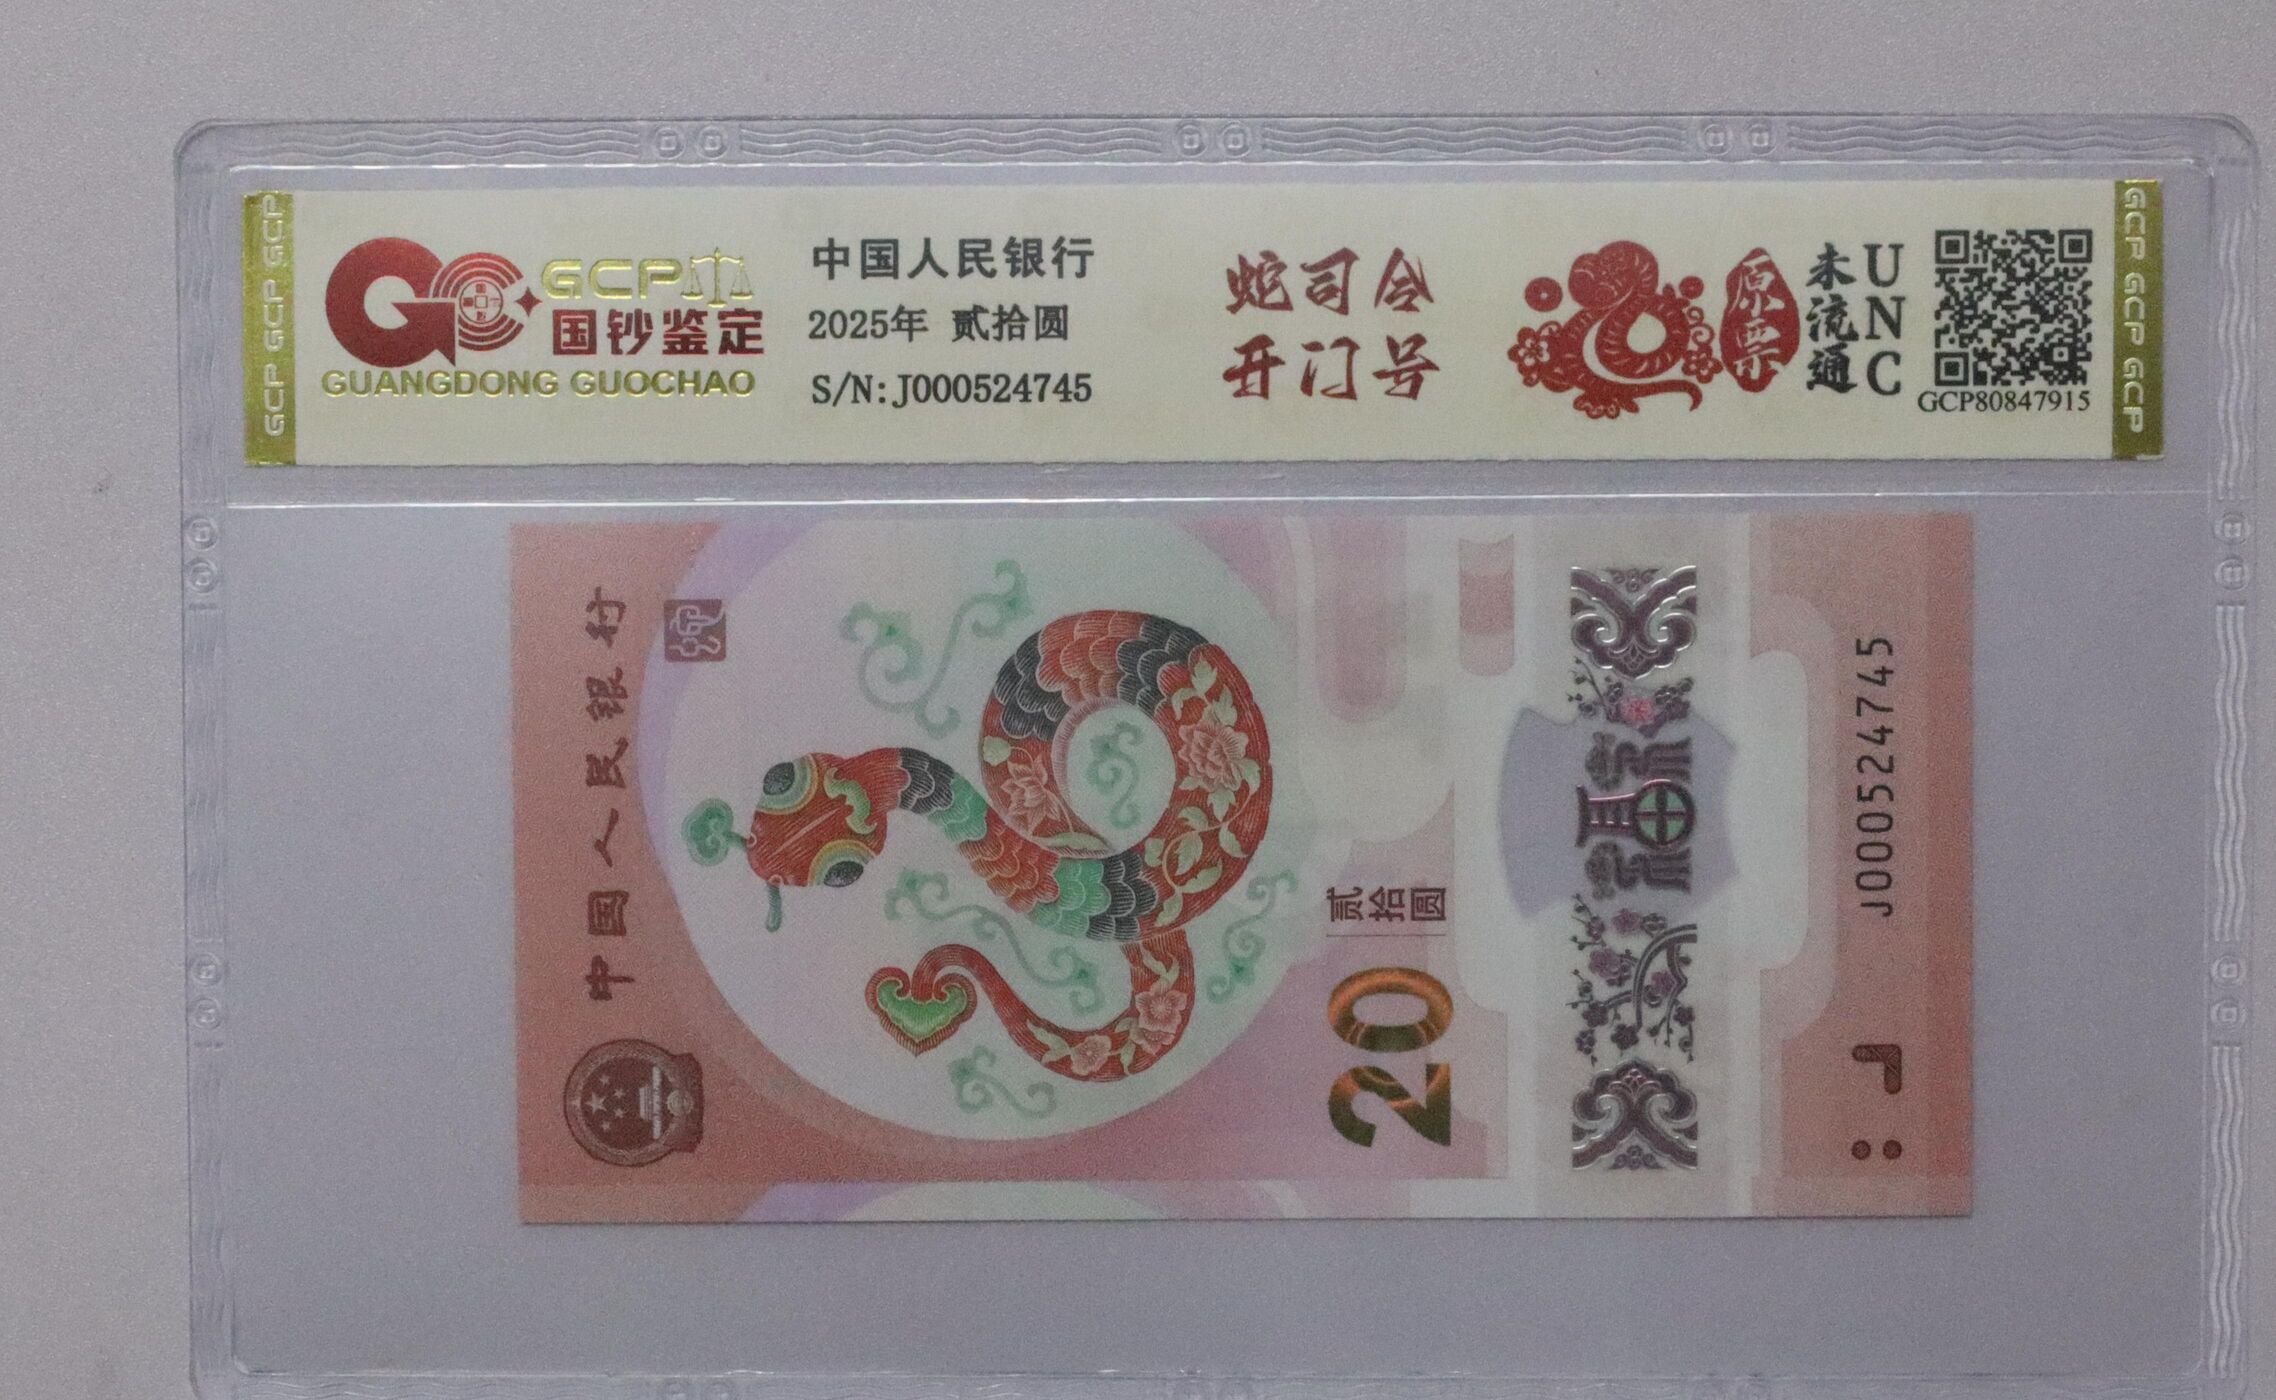 GCP GCP GCP
GCP
国钞鉴定
GUANGDONG GUOCHAO
中国人民银行
2025年 贰拾圆
S/N:J000524745
蛇司令
开门号
原票
未流通
UNC
GCP80847915
GCP GCP GCP
中国人民银行
20
贰拾圆
福
J000524745